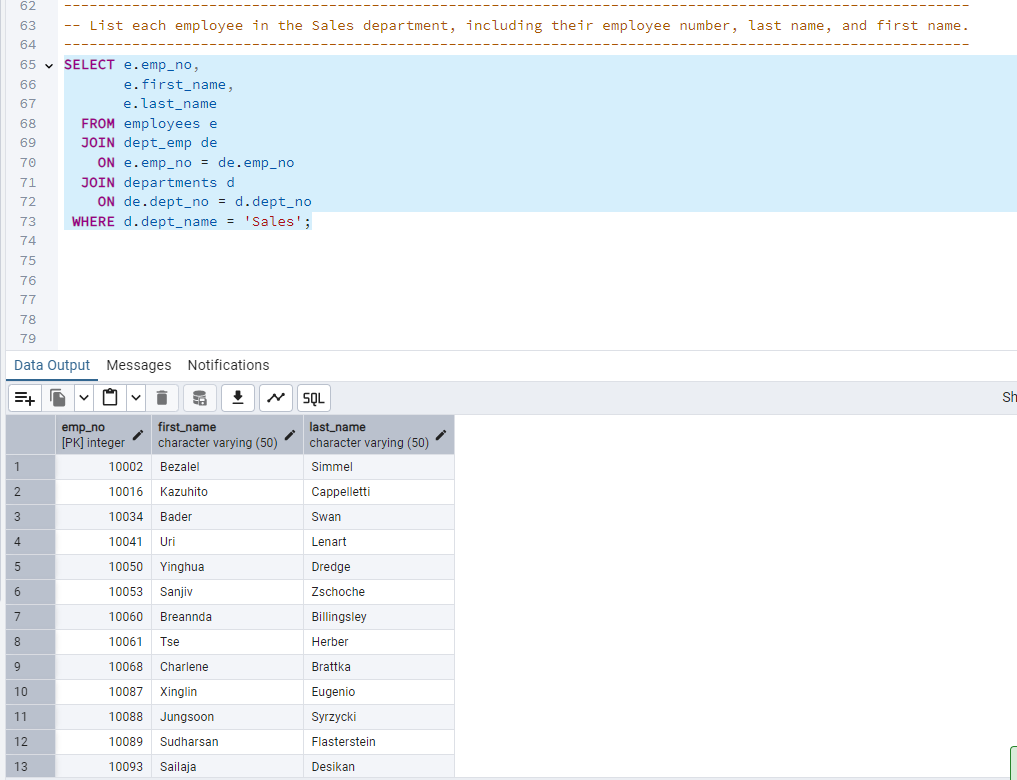 62 ----------------------------------------------------------------------------------------------------------
63 -- List each employee in the Sales department, including their employee number, last name, and first name.
64 ----------------------------------------------------------------------------------------------------------
65 SELECT e.emp_no,
66 e.first_name,
67 e.last_name
68 FROM employees e
69 JOIN dept_emp de
70 ON e.emp_no = de.emp_no
71 JOIN departments d
72 ON de.dept_no = d.dept_no
73 WHERE d.dept_name = 'Sales';
74
75
76
77
78
79
Data Output Messages Notifications
SQL Sh
emp_no first_name last_name
[PK] integer character varying (50) character varying (50)
1 10002 Bezalel Simmel
2 10016 Kazuhito Cappelletti
3 10034 Bader Swan
4 10041 Uri Lenart
5 10050 Yinghua Dredge
6 10053 Sanjiv Zschoche
7 10060 Breannda Billingsley
8 10061 Tse Herber
9 10068 Charlene Brattka
10 10087 Xinglin Eugenio
11 10088 Jungsoon Syrzycki
12 10089 Sudharsan Flasterstein
13 10093 Sailaja Desikan